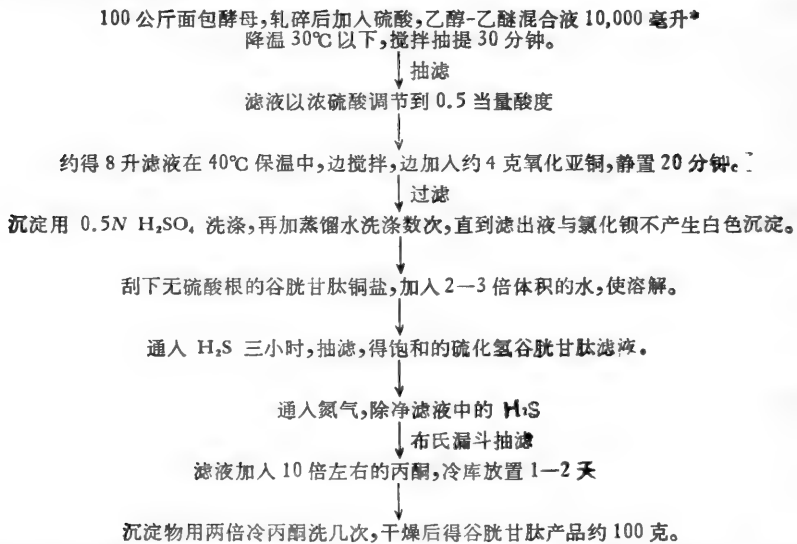 100公斤面包酵母,轧碎后加入硫酸,乙醇-乙醚混合液 10,000 毫升*
降温 30℃ 以下,搅拌抽提 30 分钟。
抽滤
滤液以浓硫酸调节到 0.5 当量酸度
约得 8 升滤液在 40℃ 保温中,边搅拌,边加入约 4 克氧化亚铜,静置 20 分钟。
过滤
沉淀用 0.5N H₂SO₄ 洗涤,再加蒸馏水洗涤数次,直到滤出液与氯化钡不产生白色沉淀。
刮下无硫酸根的谷胱甘肽铜盐,加入 2—3 倍体积的水,使溶解。
通入 H₂S 三小时,抽滤,得饱和的硫化氢谷胱甘肽滤液。
通入氮气,除净滤液中的 H₂S
布氏漏斗抽滤
滤液加入 10 倍左右的丙酮,冷库放置 1—2 天
沉淀物用两倍冷丙酮洗几次,干燥后得谷胱甘肽产品约 100 克。